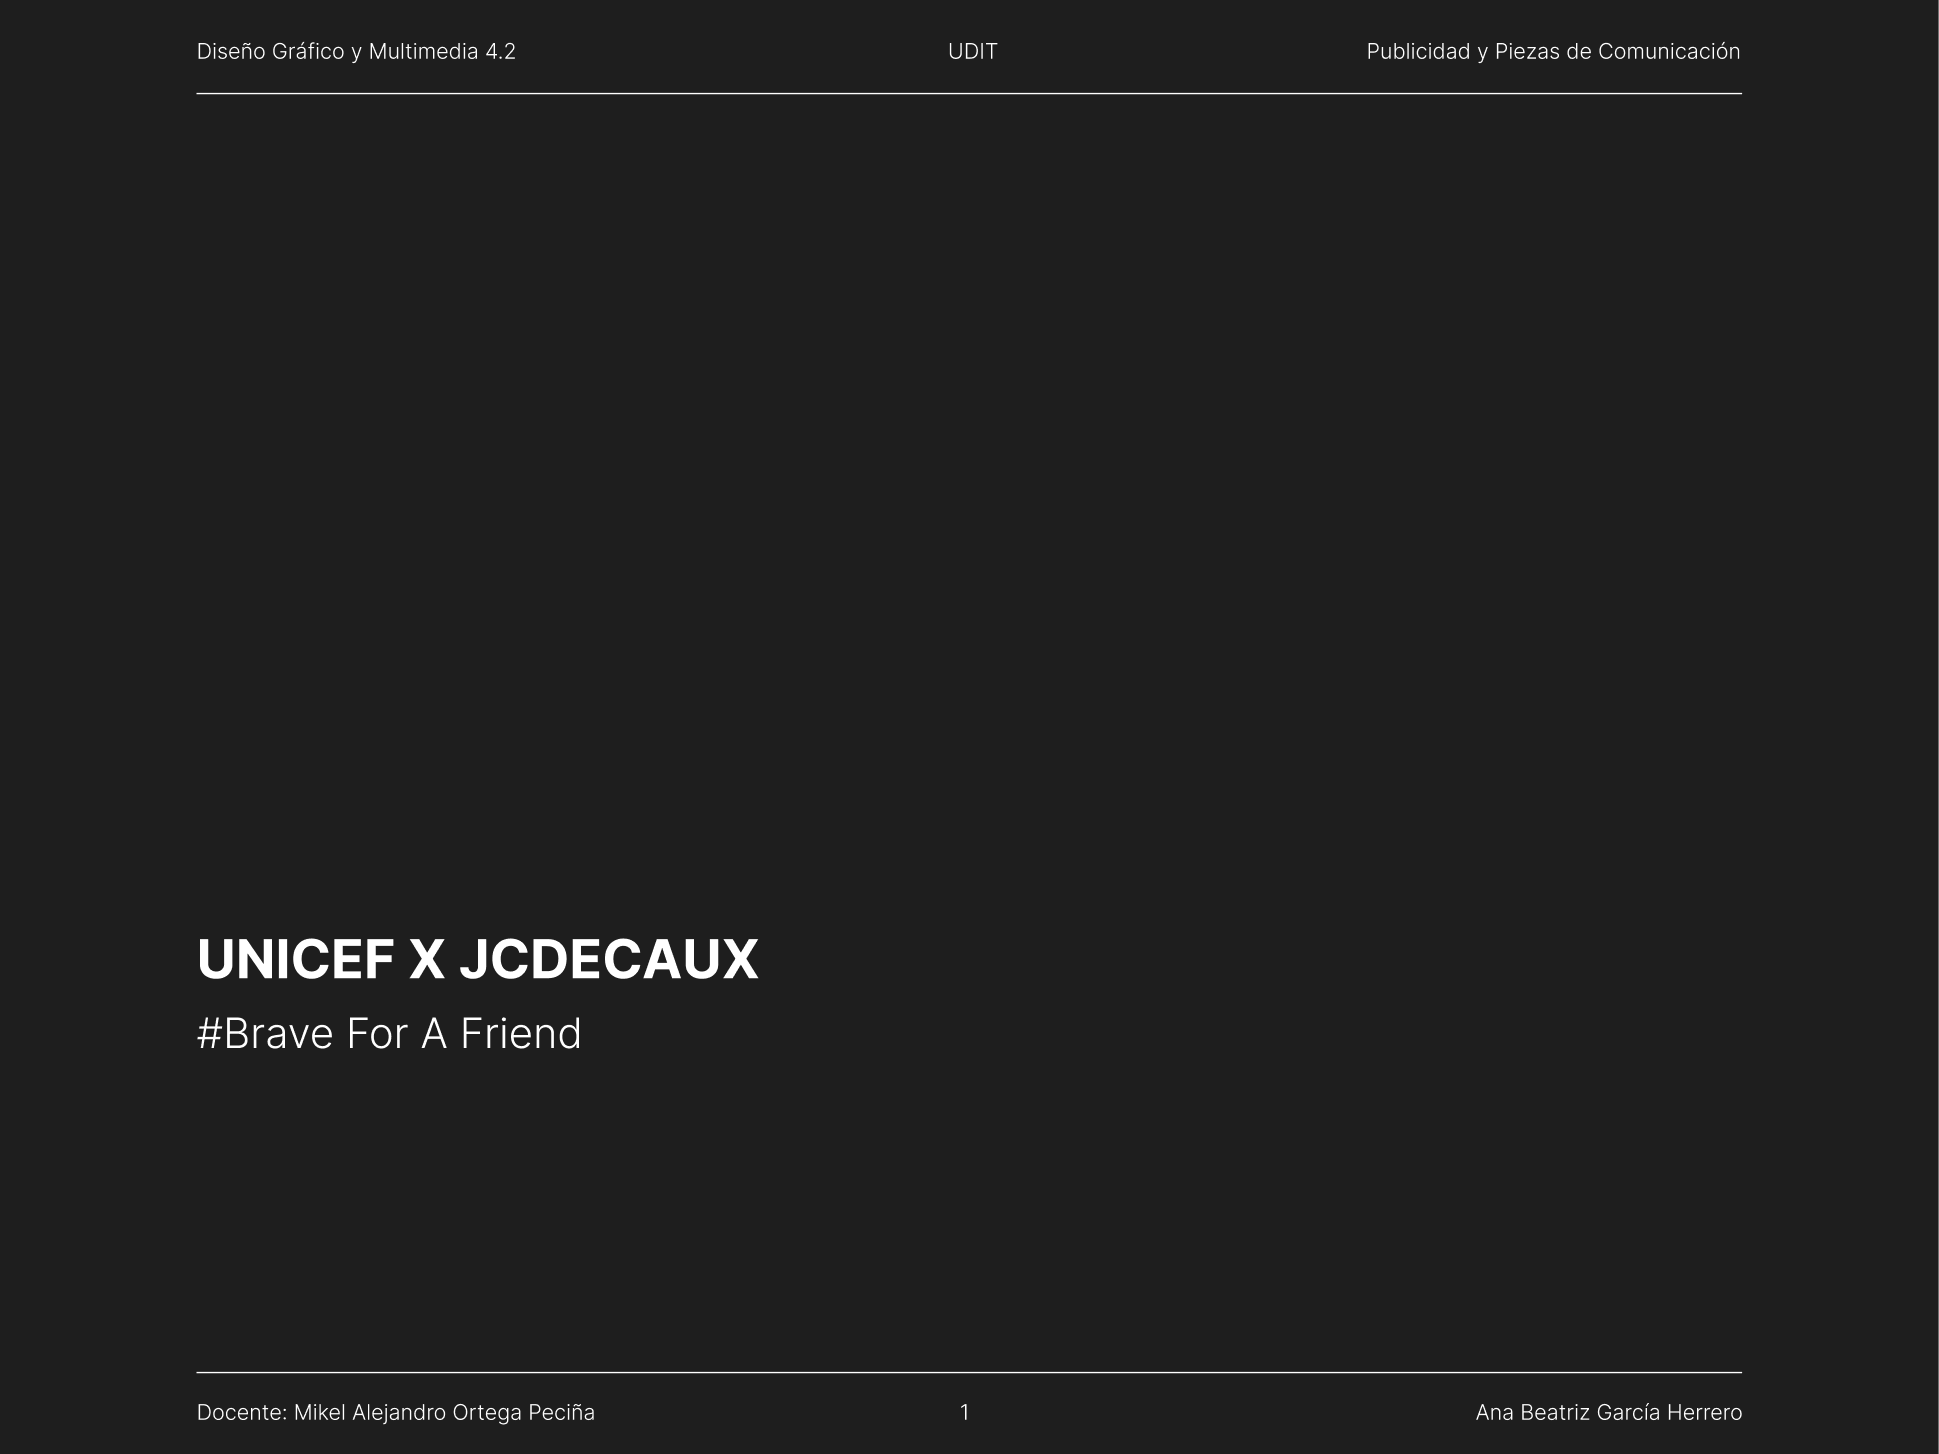 Diseño Gráfico y Multimedia 4.2
UDIT
Publicidad y Piezas de Comunicación
UNICEF X JCDECAUX
#Brave For A Friend
Docente: Mikel Alejandro Ortega Peciña
1
Ana Beatriz García Herrero